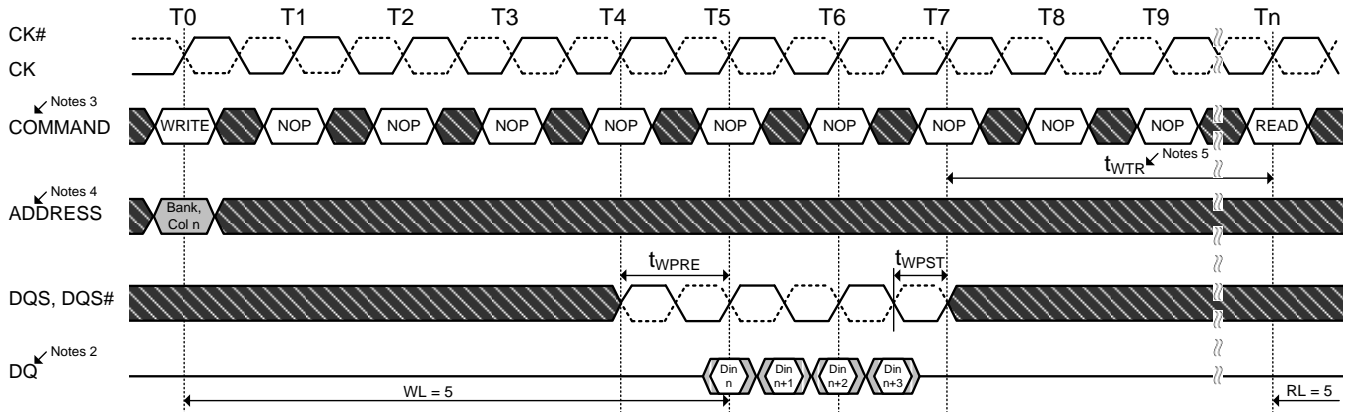 T0 T1 T2 T3 T4 T5 T6 T7 T8 T9 Tn
CK#
CK
Notes 3
COMMAND WRITE NOP NOP NOP NOP NOP NOP NOP NOP NOP READ
tWTR Notes 5
Notes 4
ADDRESS Bank,
Col n
tWPRE tWPST
DQS, DQS#
Notes 2
DQ Din Din Din Din
n n+1 n+2 n+3
WL = 5 RL = 5